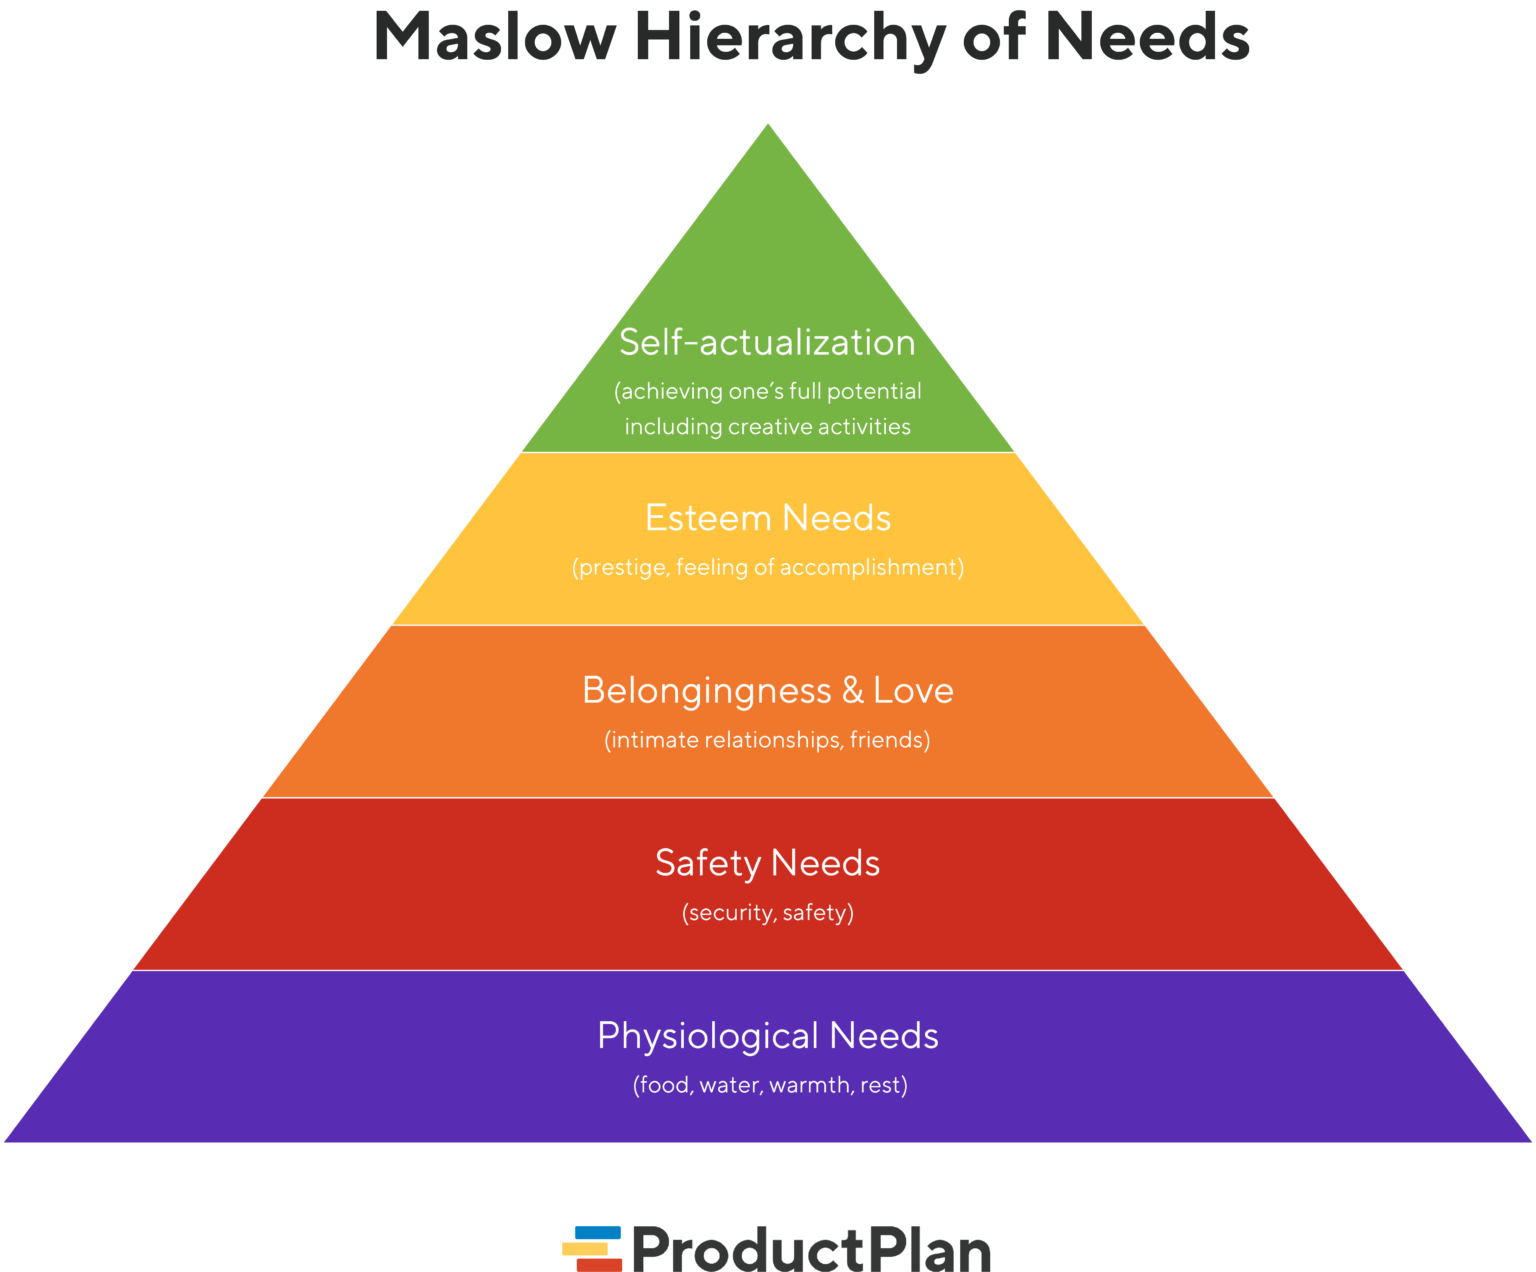 Maslow Hierarchy of Needs
Self-actualization
(achieving one’s full potential
including creative activities
Esteem Needs
(prestige, feeling of accomplishment)
Belongingness & Love
(intimate relationships, friends)
Safety Needs
(security, safety)
Physiological Needs
(food, water, warmth, rest)
ProductPlan